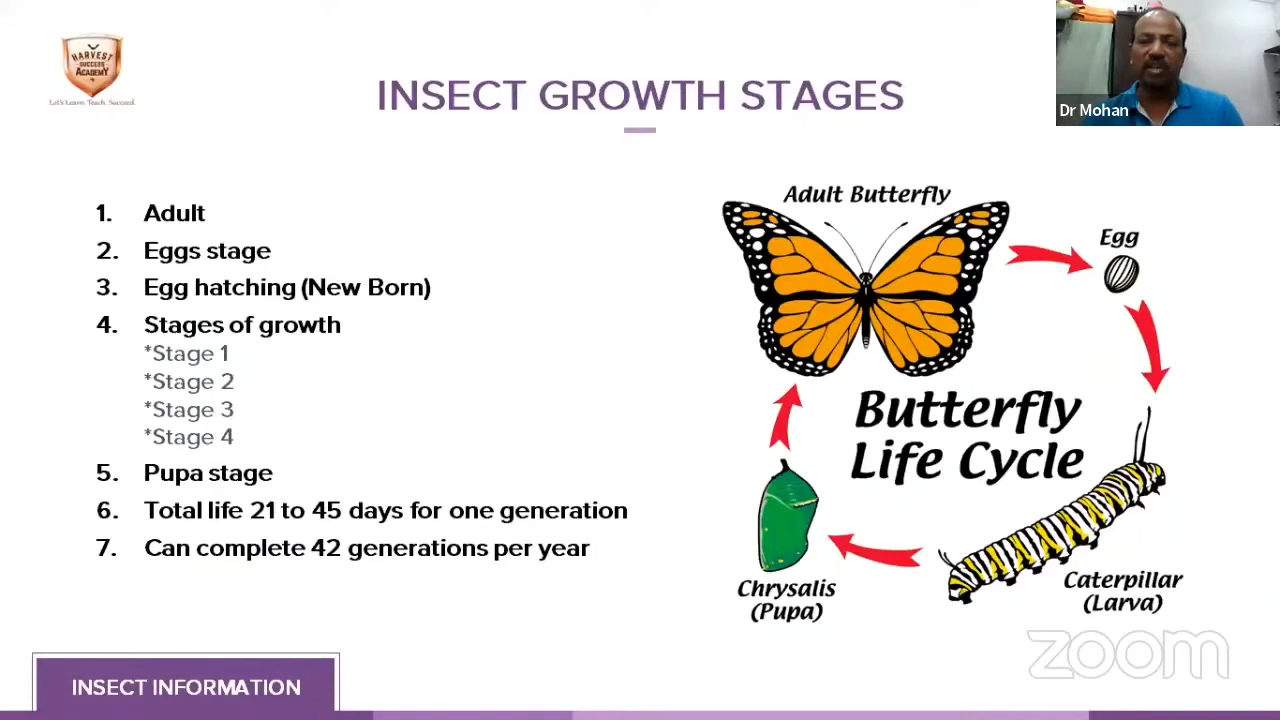 HARVEST
SUCCESS
ACADEMY
Let's Learn. Teach. Succeed.
INSECT GROWTH STAGES
Dr Mohan
1. Adult
2. Eggs stage
3. Egg hatching (New Born)
4. Stages of growth
*Stage 1
*Stage 2
*Stage 3
*Stage 4
5. Pupa stage
6. Total life 21 to 45 days for one generation
7. Can complete 42 generations per year
Adult Butterfly
Egg
Butterfly
Life Cycle
Caterpillar
(Larva)
Chrysalis
(Pupa)
zoom
INSECT INFORMATION